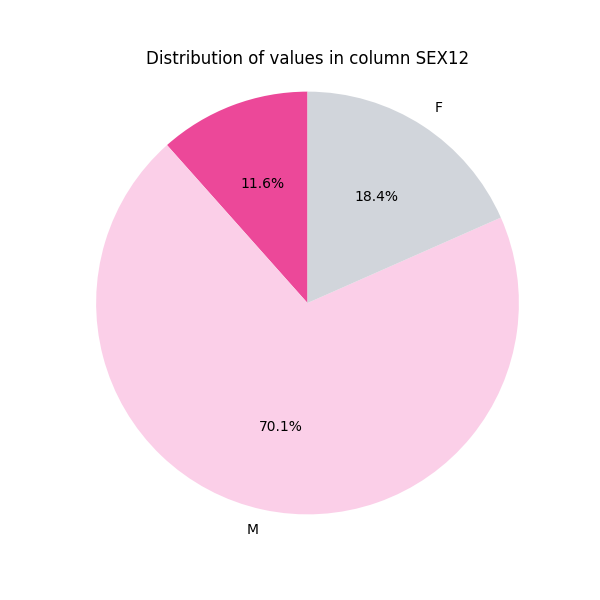 Distribution of values in column SEX12
F
11.6%
18.4%
70.1%
M